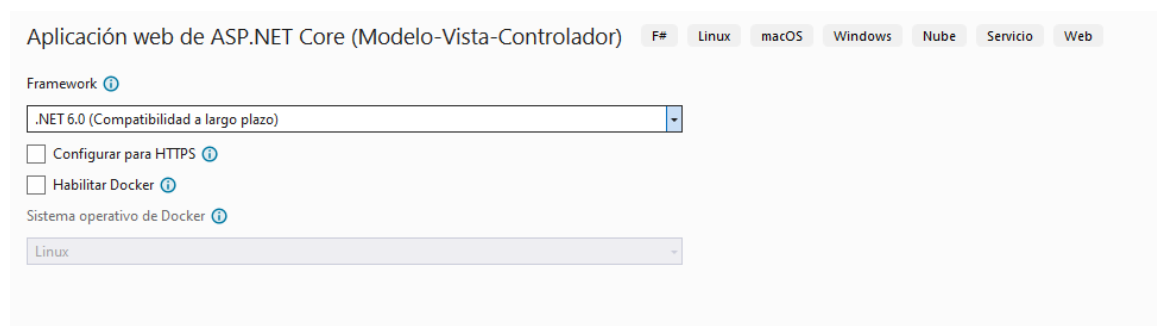 Aplicación web de ASP.NET Core (Modelo-Vista-Controlador) F# Linux macOS Windows Nube Servicio Web
Framework
.NET 6.0 (Compatibilidad a largo plazo)
Configurar para HTTPS
Habilitar Docker
Sistema operativo de Docker
Linux